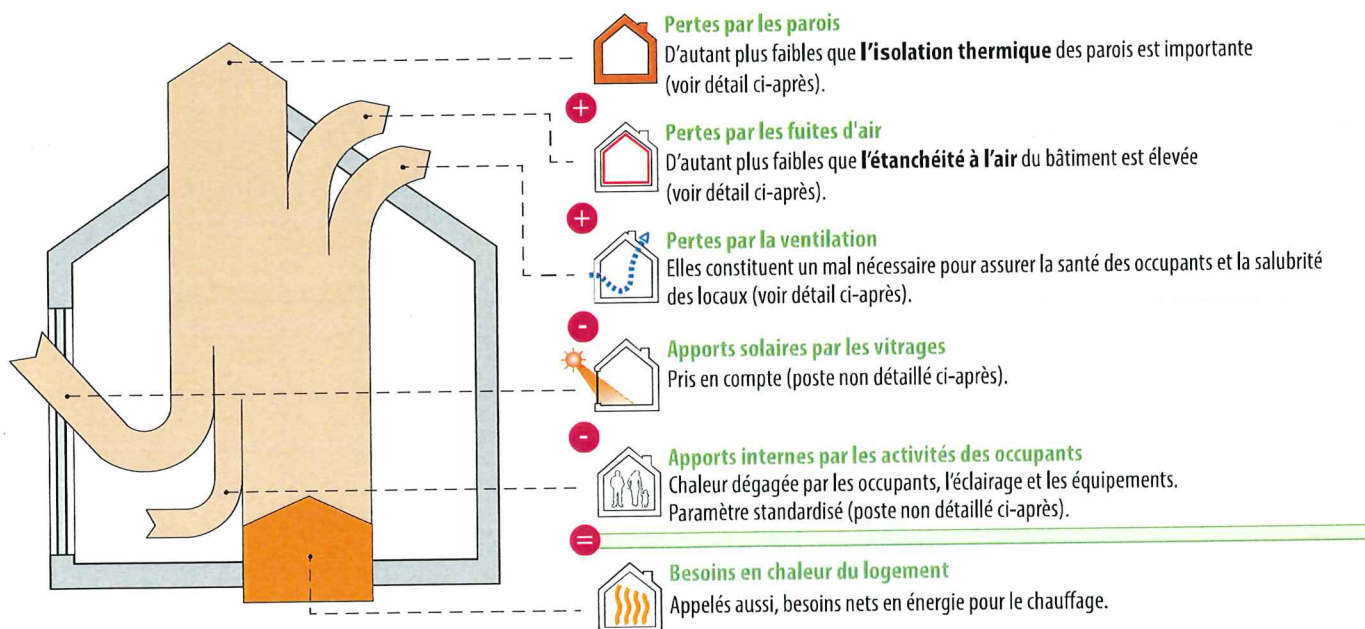 Pertes par les parois
D'autant plus faibles que l'isolation thermique des parois est importante
(voir détail ci-après).
+
Pertes par les fuites d'air
D'autant plus faibles que l'étanchéité à l'air du bâtiment est élevée
(voir détail ci-après).
+
Pertes par la ventilation
Elles constituent un mal nécessaire pour assurer la santé des occupants et la salubrité
des locaux (voir détail ci-après).
-
Apports solaires par les vitrages
Pris en compte (poste non détaillé ci-après).
-
Apports internes par les activités des occupants
Chaleur dégagée par les occupants, l'éclairage et les équipements.
Paramètre standardisé (poste non détaillé ci-après).
=
Besoins en chaleur du logement
Appelés aussi, besoins nets en énergie pour le chauffage.